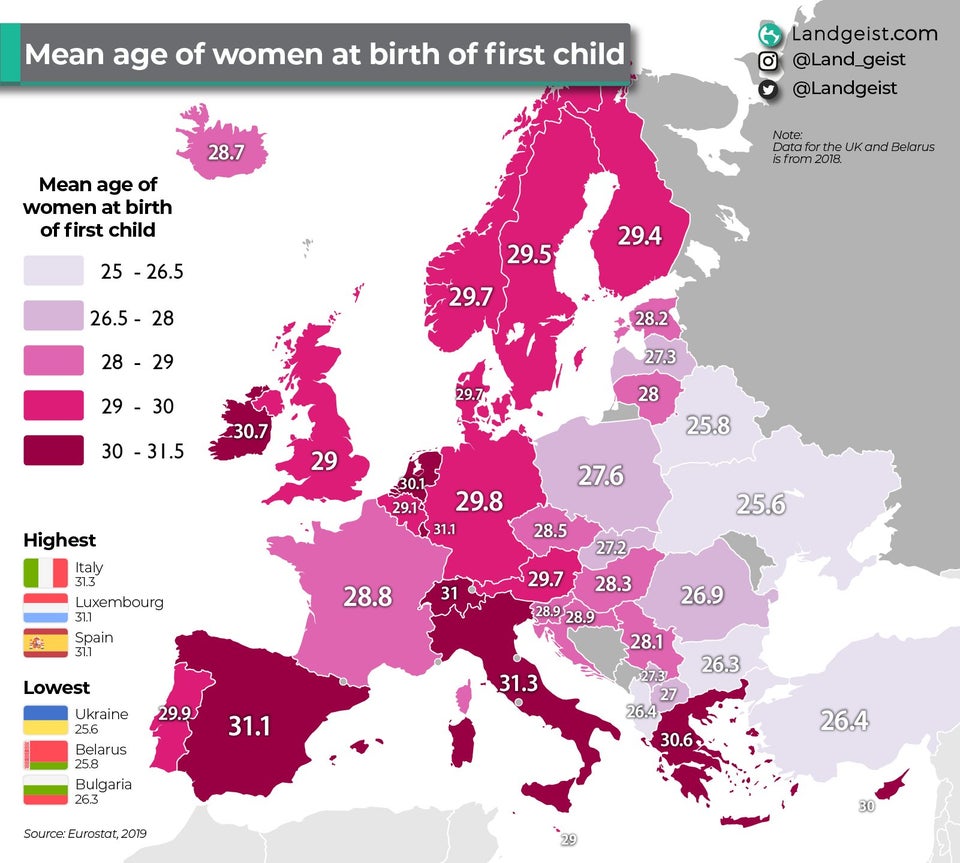 Mean age of women at birth of first child
Landgeist.com
@Land_geist
@Landgeist
Note:
Data for the UK and Belarus
is from 2018.
Mean age of
women at birth
of first child
25 - 26.5
26.5 - 28
28 - 29
29 - 30
30 - 31.5
28.7
29.5
29.4
29.7
28.2
27.3
29.7
28
25.8
30.7
29
30.1
29.8
27.6
25.6
29.1
31.1
28.5
27.2
29.7
28.3
31
28.8
26.9
28.9
28.9
28.1
26.3
27.3
31.3
27
29.9
31.1
26.4
30.6
26.4
30
29
Highest
Italy
31.3
Luxembourg
31.1
Spain
31.1
Lowest
Ukraine
25.6
Belarus
25.8
Bulgaria
26.3
Source: Eurostat, 2019